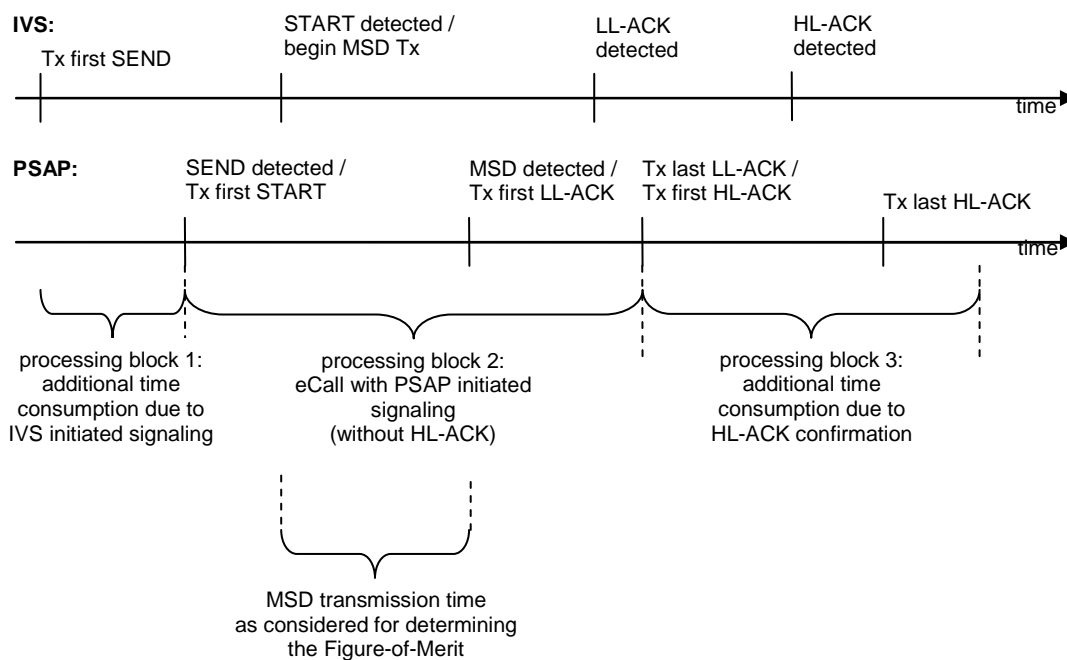 IVS:
Tx first SEND
START detected /
begin MSD Tx
LL-ACK
detected
HL-ACK
detected
time
PSAP:
SEND detected /
Tx first START
MSD detected /
Tx first LL-ACK
Tx last LL-ACK /
Tx first HL-ACK
Tx last HL-ACK
time
processing block 1:
additional time
consumption due to
IVS initiated signaling
processing block 2:
eCall with PSAP initiated
signaling
(without HL-ACK)
processing block 3:
additional time
consumption due to
HL-ACK confirmation
MSD transmission time
as considered for determining
the Figure-of-Merit